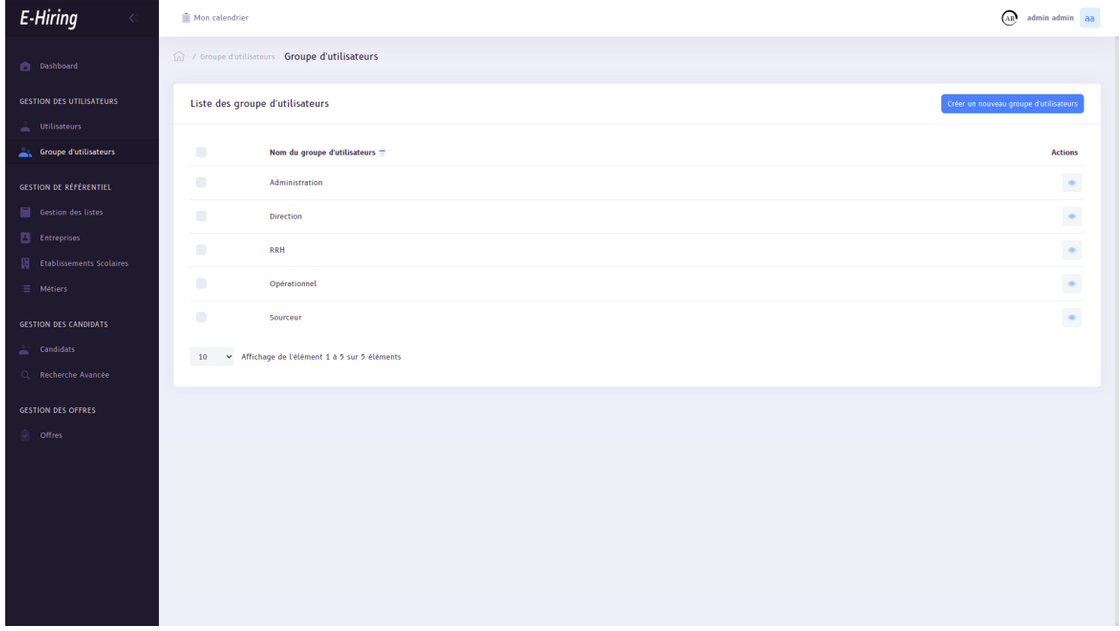 E-Hiring
Mon calendrier
AR
admin admin
aa
Dashboard
/ Groupe d'utilisateurs Groupe d'utilisateurs
GESTION DES UTILISATEURS
Utilisateurs
Groupe d'utilisateurs
GESTION DE RÉFÉRENTIEL
Gestion des listes
Entreprises
Etablissements Scolaires
Métiers
GESTION DES CANDIDATS
Candidats
Recherche Avancée
GESTION DES OFFRES
Offres
Liste des groupe d'utilisateurs
Créer un nouveau groupe d'utilisateurs
Nom du groupe d'utilisateurs
Actions
Administration
Direction
RRH
Opérationnel
Sourceur
10
Affichage de l'élément 1 à 5 sur 5 éléments